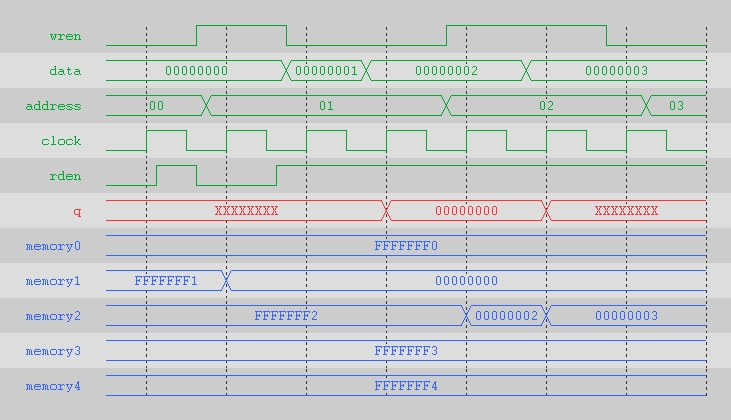 wren
data 00000000 00000001 00000002 00000003
address 00 01 02 03
clock
rden
q XXXXXXXX 00000000 XXXXXXXX
memory0 FFFFFFF0
memory1 FFFFFFF1 00000000
memory2 FFFFFFF2 00000002 00000003
memory3 FFFFFFF3
memory4 FFFFFFF4